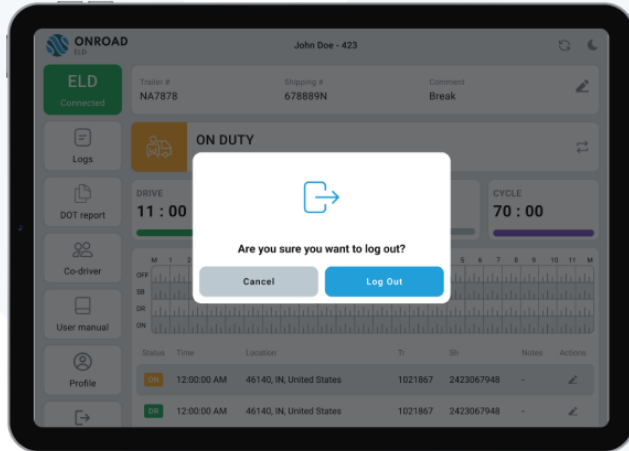 ONROAD
ELD
John Doe - 423
ELD
Connected
Trailer #
NA7878
Shipping #
678889N
Comment
Break
Logs
ON DUTY
DOT report
DRIVE
11 : 00
CYCLE
70 : 00
Are you sure you want to log out?
Cancel
Log Out
Co-driver
M 1 2 5 6 7 8 9 10 11 M
OFF
SB
DR
ON
User manual
Status Time Location Tr Sh Notes Actions
Profile
ON 12:00:00 AM 46140, IN, United States 1021867 2423067948 -
DR 12:00:00 AM 46140, IN, United States 1021867 2423067948 -